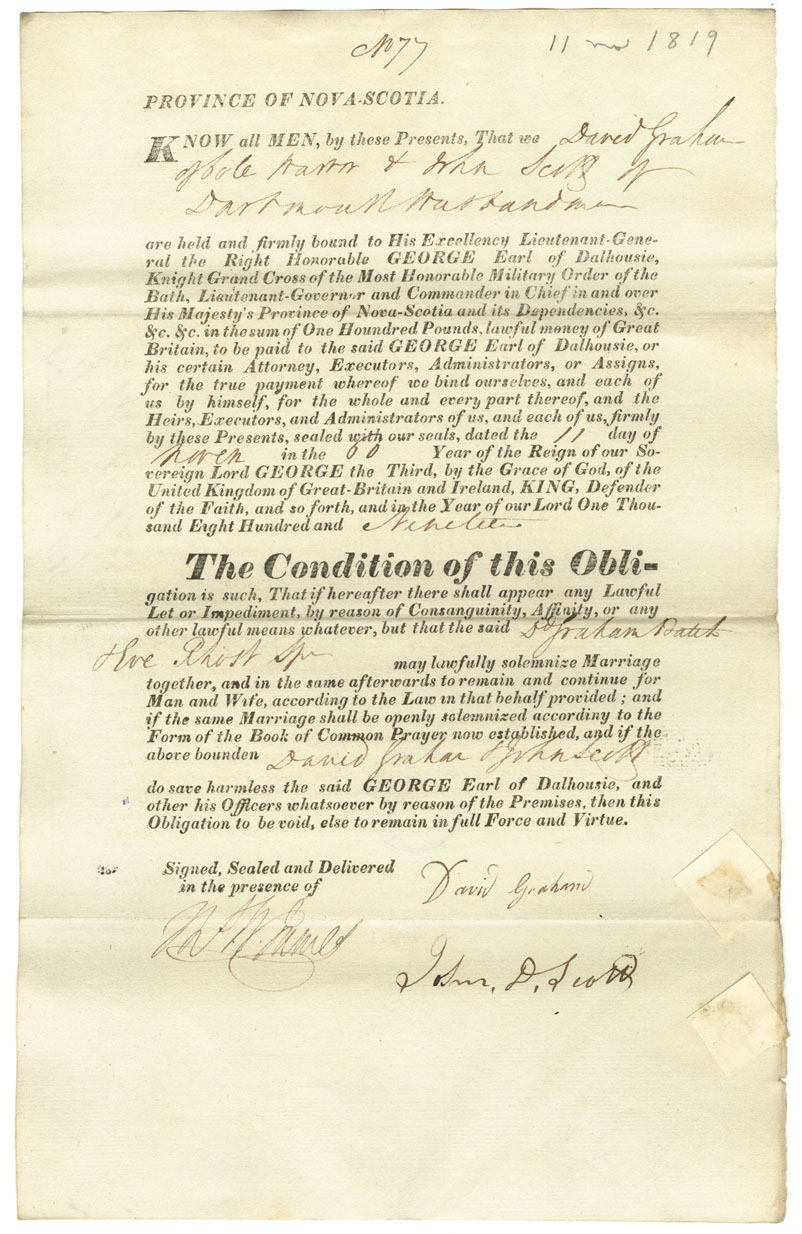 No 77
11 nov 1819
PROVINCE OF NOVA-SCOTIA.
KNOW all MEN, by these Presents, That we David Graham
of Cole Harbor & John Scott of
Dartmouth Husbandmen
are held and firmly bound to His Excellency Lieutenant-Gene-
ral the Right Honorable GEORGE Earl of Dalhousie,
Knight Grand Cross of the Most Honorable Military Order of the
Bath, Lieutenant-Governor and Commander in Chief in and over
His Majesty's Province of Nova-Scotia and its Dependencies, &c.
&c. &c. in the sum of One Houndred Pounds, lawful money of Great
Britain, to be paid to the said GEORGE Earl of Dalhousie, or
his certain Attorney, Executors, Administrators, or Assigns,
for the true payment whereof we bind ourselves, and each of
us by himself, for the whole and every part thereof, and the
Heirs, Executors, and Administrators of us, and each of us, firmly
by these Presents, sealed with our seals, dated the 11 day of
Novem in the 60 Year of the Reign of our So-
vereign Lord GEORGE the Third, by the Grace of God, of the
United Kingdom of Great-Britain and Ireland, KING, Defender
of the Faith, and so forth, and in the Year of our Lord One Thou-
sand Eight Hundred and Nineteen
The Condition of this Obli-
gation is such, That if hereafter there shall appear any Lawful
Let or Impediment, by reason of Consanguinity, Affinity, or any
other lawful means whatever, but that the said Dd Graham Batch
& Eve Khost Spr may lawfully solemnize Marriage
together, and in the same afterwards to remain and continue for
Man and Wife, according to the Law in that behalf provided; and
if the same Marriage shall be openly solemnized accordiny to the
Form of the Book of Common Prayer now established, and if the
above bounden David Graham & John Scott
do save harmless the said GEORGE Earl of Dalhousie, and
other his Officers whatsoever by reason of the Premises, then this
Obligation to be void, else to remain in full Force and Virtue.
Signed, Sealed and Delivered
in the presence of
David Graham
James
John. D. Scott